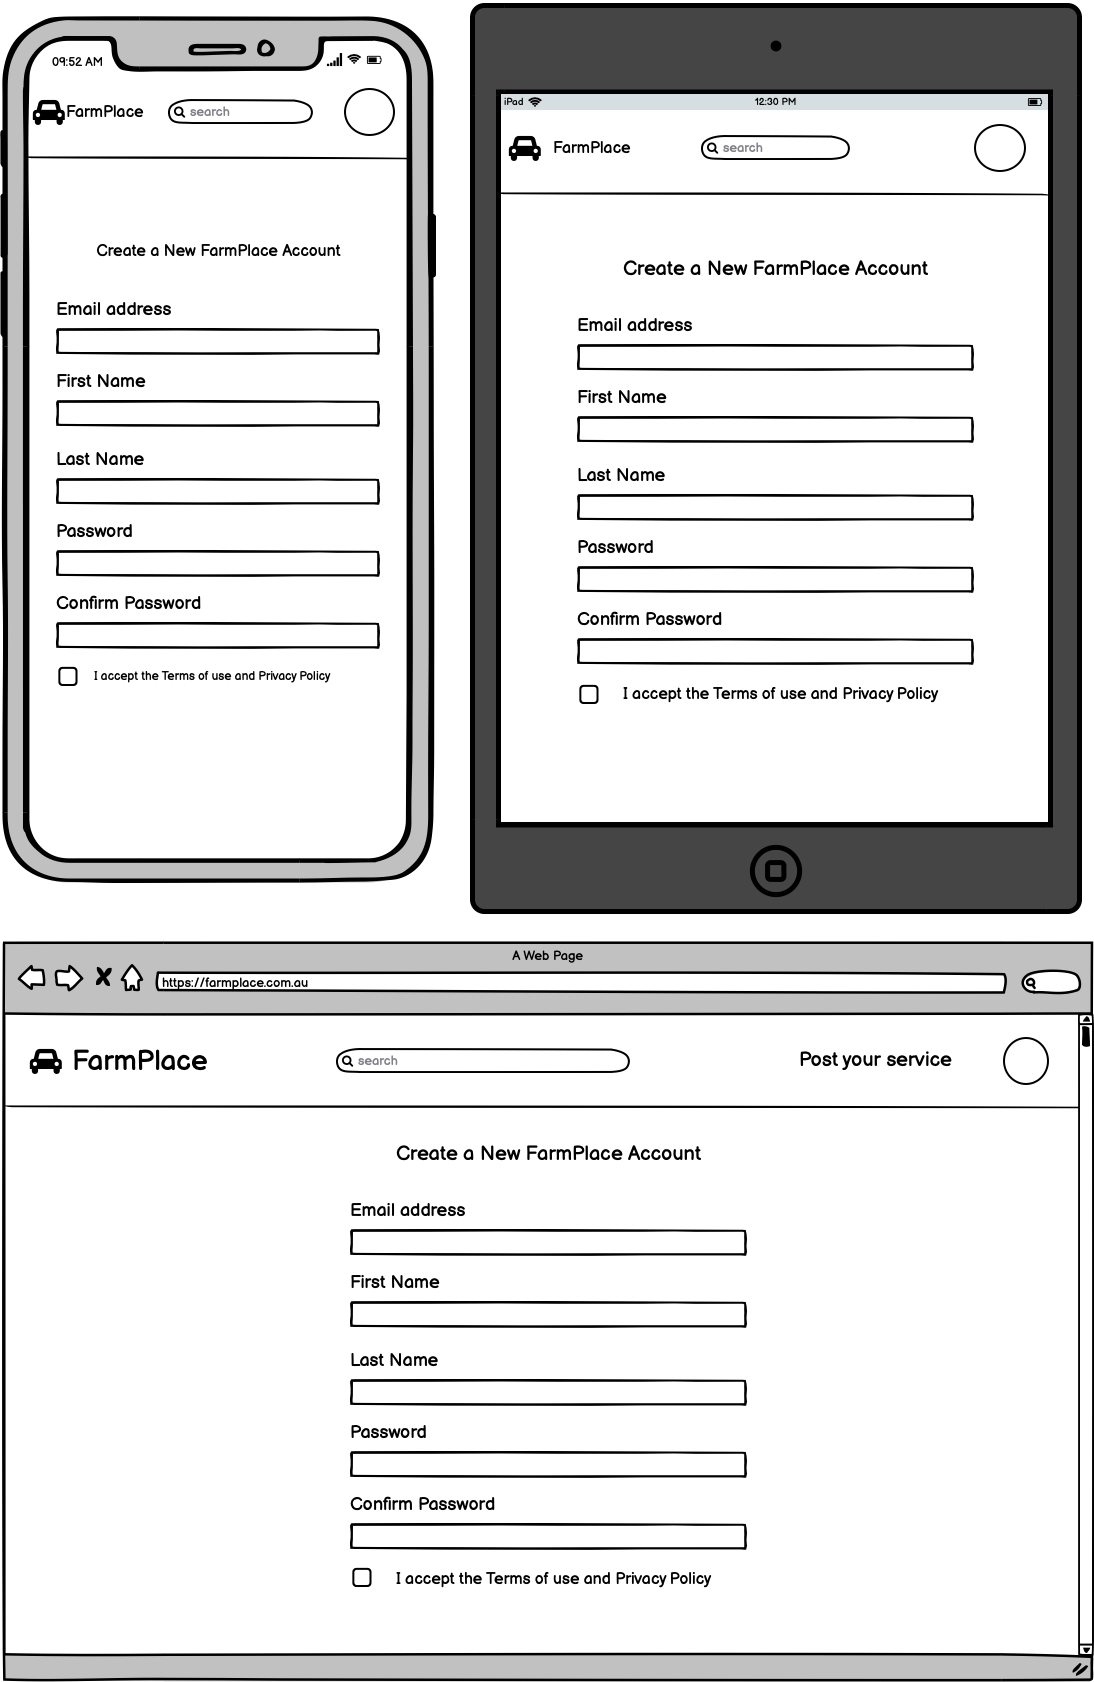 09:52 AM
FarmPlace
search
Create a New FarmPlace Account
Email address
First Name
Last Name
Password
Confirm Password
I accept the Terms of use and Privacy Policy
iPad
12:30 PM
FarmPlace
search
Create a New FarmPlace Account
Email address
First Name
Last Name
Password
Confirm Password
I accept the Terms of use and Privacy Policy
A Web Page
https://farmplace.com.au
FarmPlace
search
Post your service
Create a New FarmPlace Account
Email address
First Name
Last Name
Password
Confirm Password
I accept the Terms of use and Privacy Policy